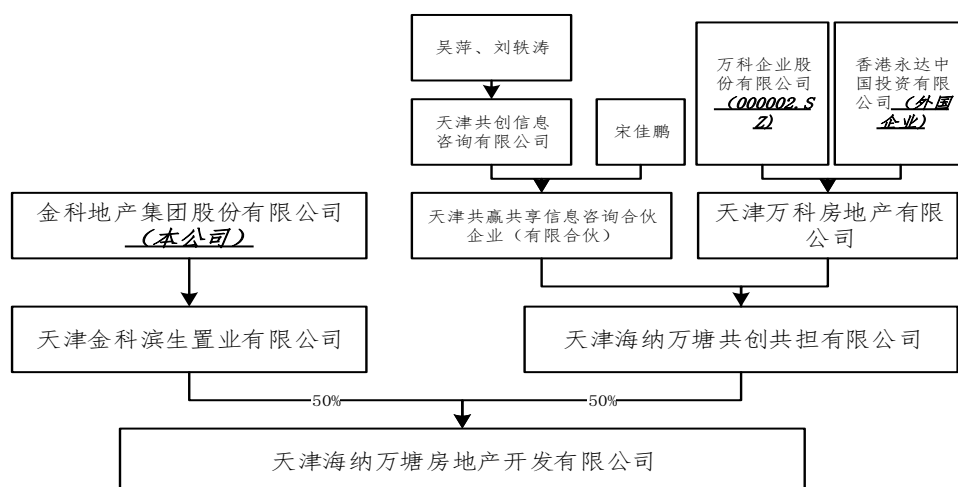 吴萍、刘轶涛
万科企业股
份有限公司
（000002.S
Z)
香港永达中
国投资有限
公司（外国
企业）
天津共创信息
咨询有限公司
宋佳鹏
金科地产集团股份有限公司
（本公司）
天津共赢共享信息咨询合伙
企业（有限合伙）
天津万科房地产有限
公司
天津金科滨生置业有限公司
天津海纳万塘共创共担有限公司
50%
50%
天津海纳万塘房地产开发有限公司